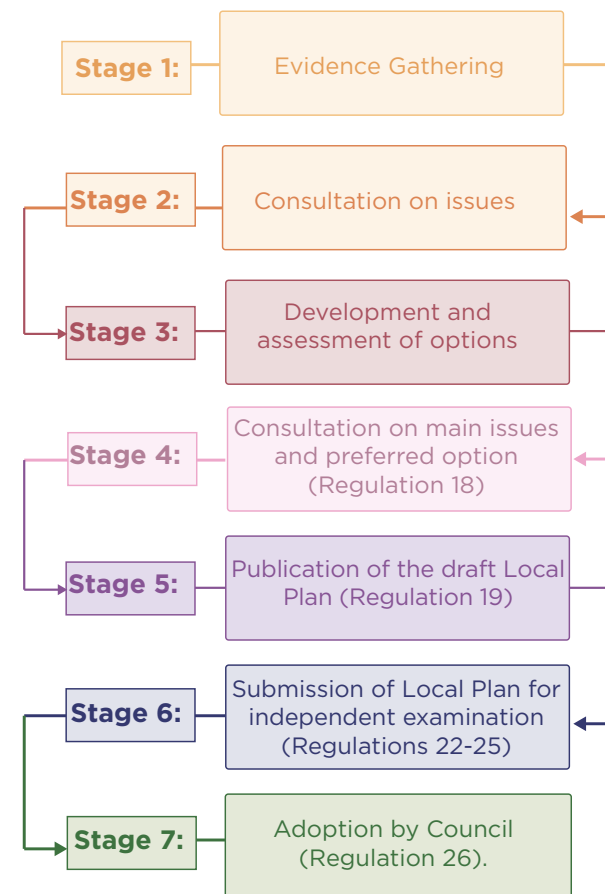 Stage 1:
Evidence Gathering
Stage 2:
Consultation on issues
Stage 3:
Development and
assessment of options
Stage 4:
Consultation on main issues
and preferred option
(Regulation 18)
Stage 5:
Publication of the draft Local
Plan (Regulation 19)
Stage 6:
Submission of Local Plan for
independent examination
(Regulations 22-25)
Stage 7:
Adoption by Council
(Regulation 26).